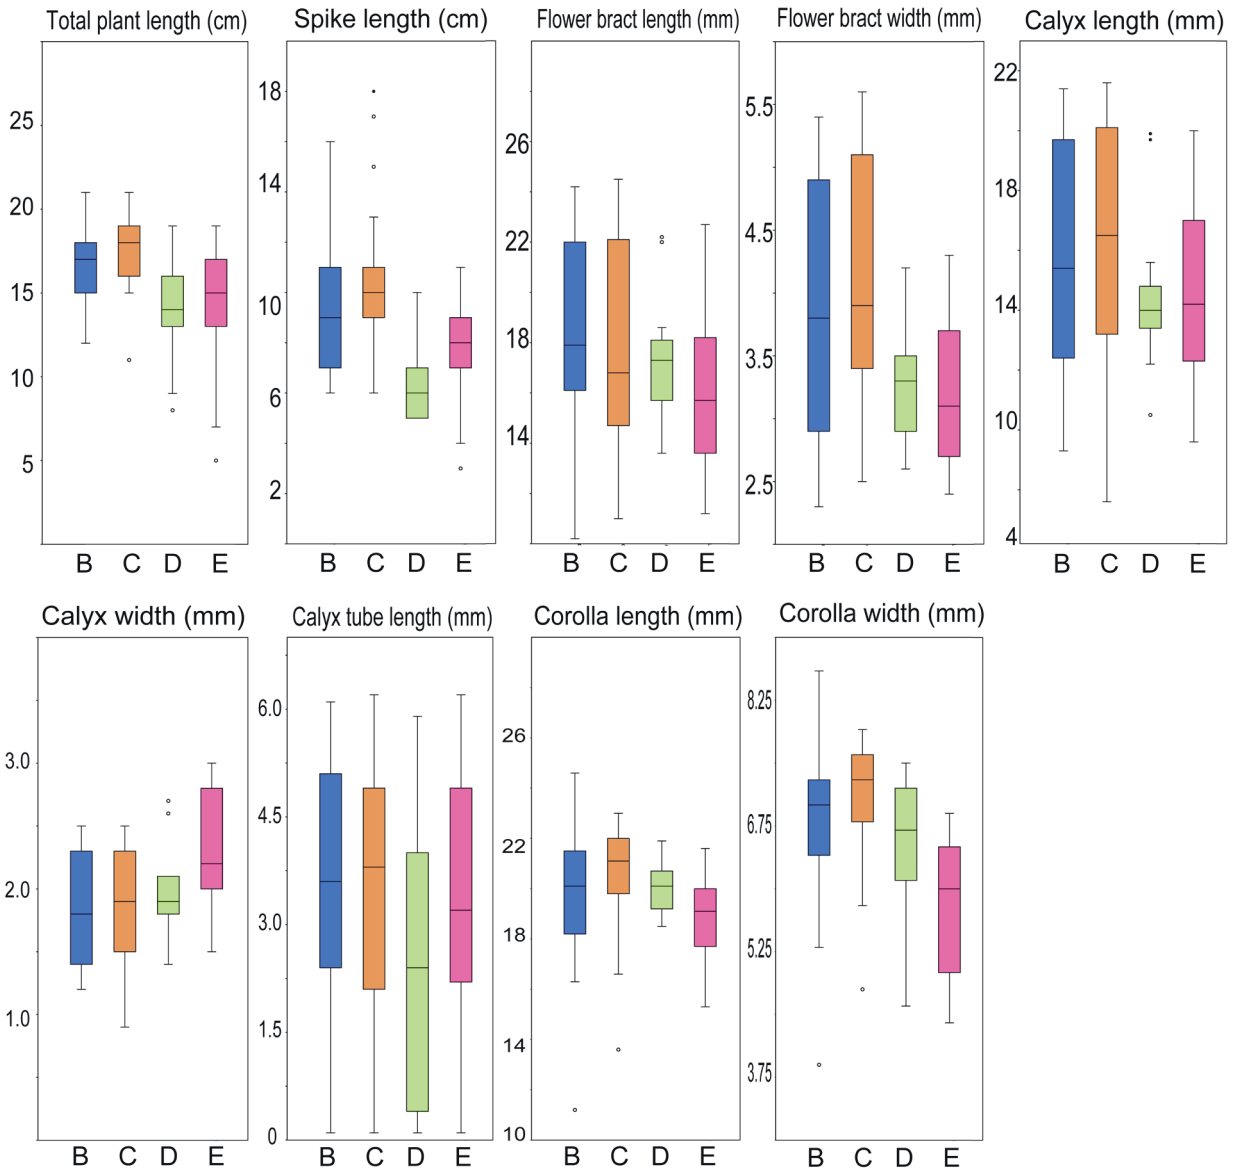 Total plant length (cm)
25
20
15
10
5
B C D E
Spike length (cm)
18
14
10
6
2
B C D E
Flower bract length (mm)
26
22
18
14
B C D E
Flower bract width (mm)
5.5
4.5
3.5
2.5
B C D E
Calyx length (mm)
22
18
14
10
4
B C D E
Calyx width (mm)
3.0
2.0
1.0
B C D E
Calyx tube length (mm)
6.0
4.5
3.0
1.5
0
B C D E
Corolla length (mm)
26
22
18
14
10
B C D E
Corolla width (mm)
8.25
6.75
5.25
3.75
B C D E